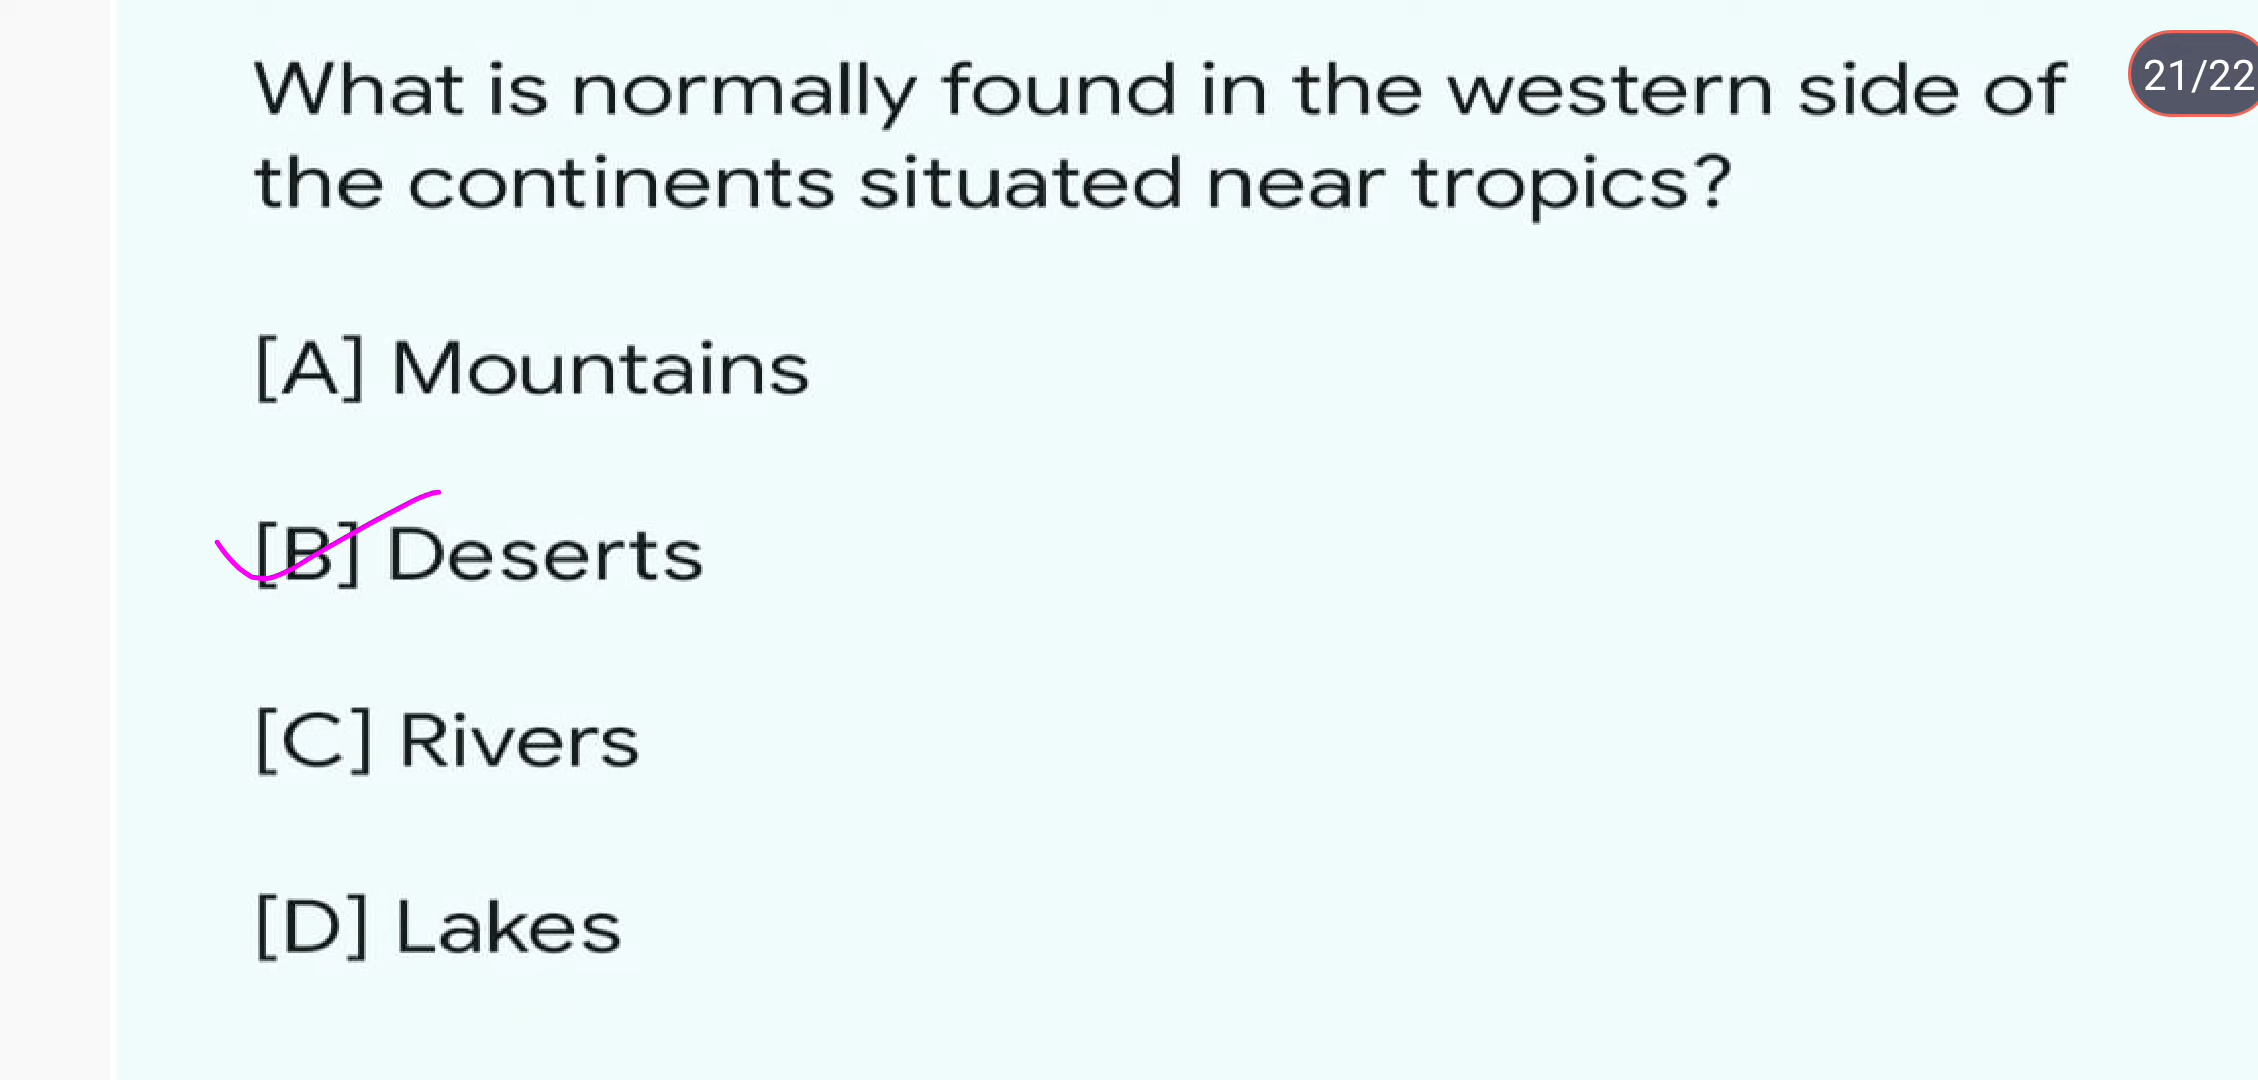 What is normally found in the western side of
21/22
the continents situated near tropics?
[A] Mountains
[B] Deserts
[C] Rivers
[D] Lakes